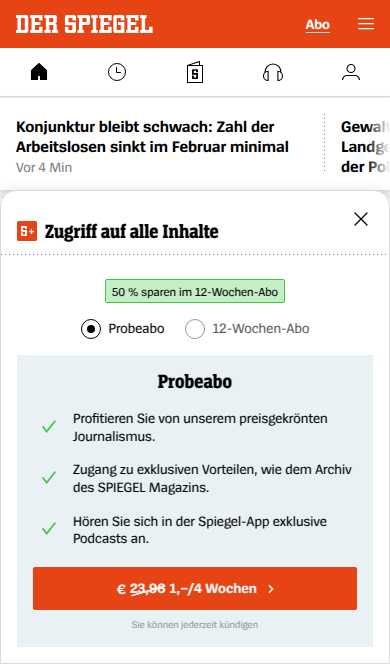 DER SPIEGEL
Abo
Konjunktur bleibt schwach: Zahl der
Arbeitslosen sinkt im Februar minimal
Vor 4 Min
Gewalt
Landge
der Pol
S+ Zugriff auf alle Inhalte
50 % sparen im 12-Wochen-Abo
Probeabo
12-Wochen-Abo
Probeabo
Profitieren Sie von unserem preisgekrönten
Journalismus.
Zugang zu exklusiven Vorteilen, wie dem Archiv
des SPIEGEL Magazins.
Hören Sie sich in der Spiegel-App exklusive
Podcasts an.
€ 23,96 1,–/4 Wochen
Sie können jederzeit kündigen